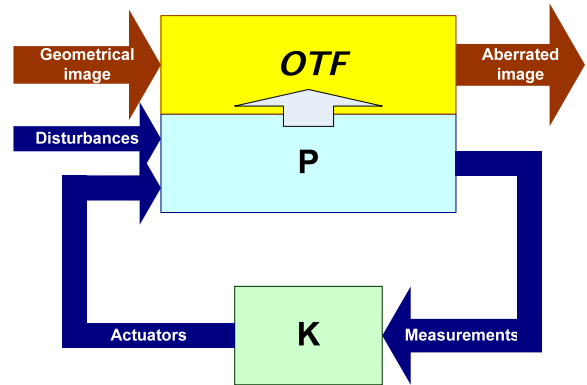 Geometrical
image
OTF
Aberrated
image
Disturbances
P
Actuators
K
Measurements